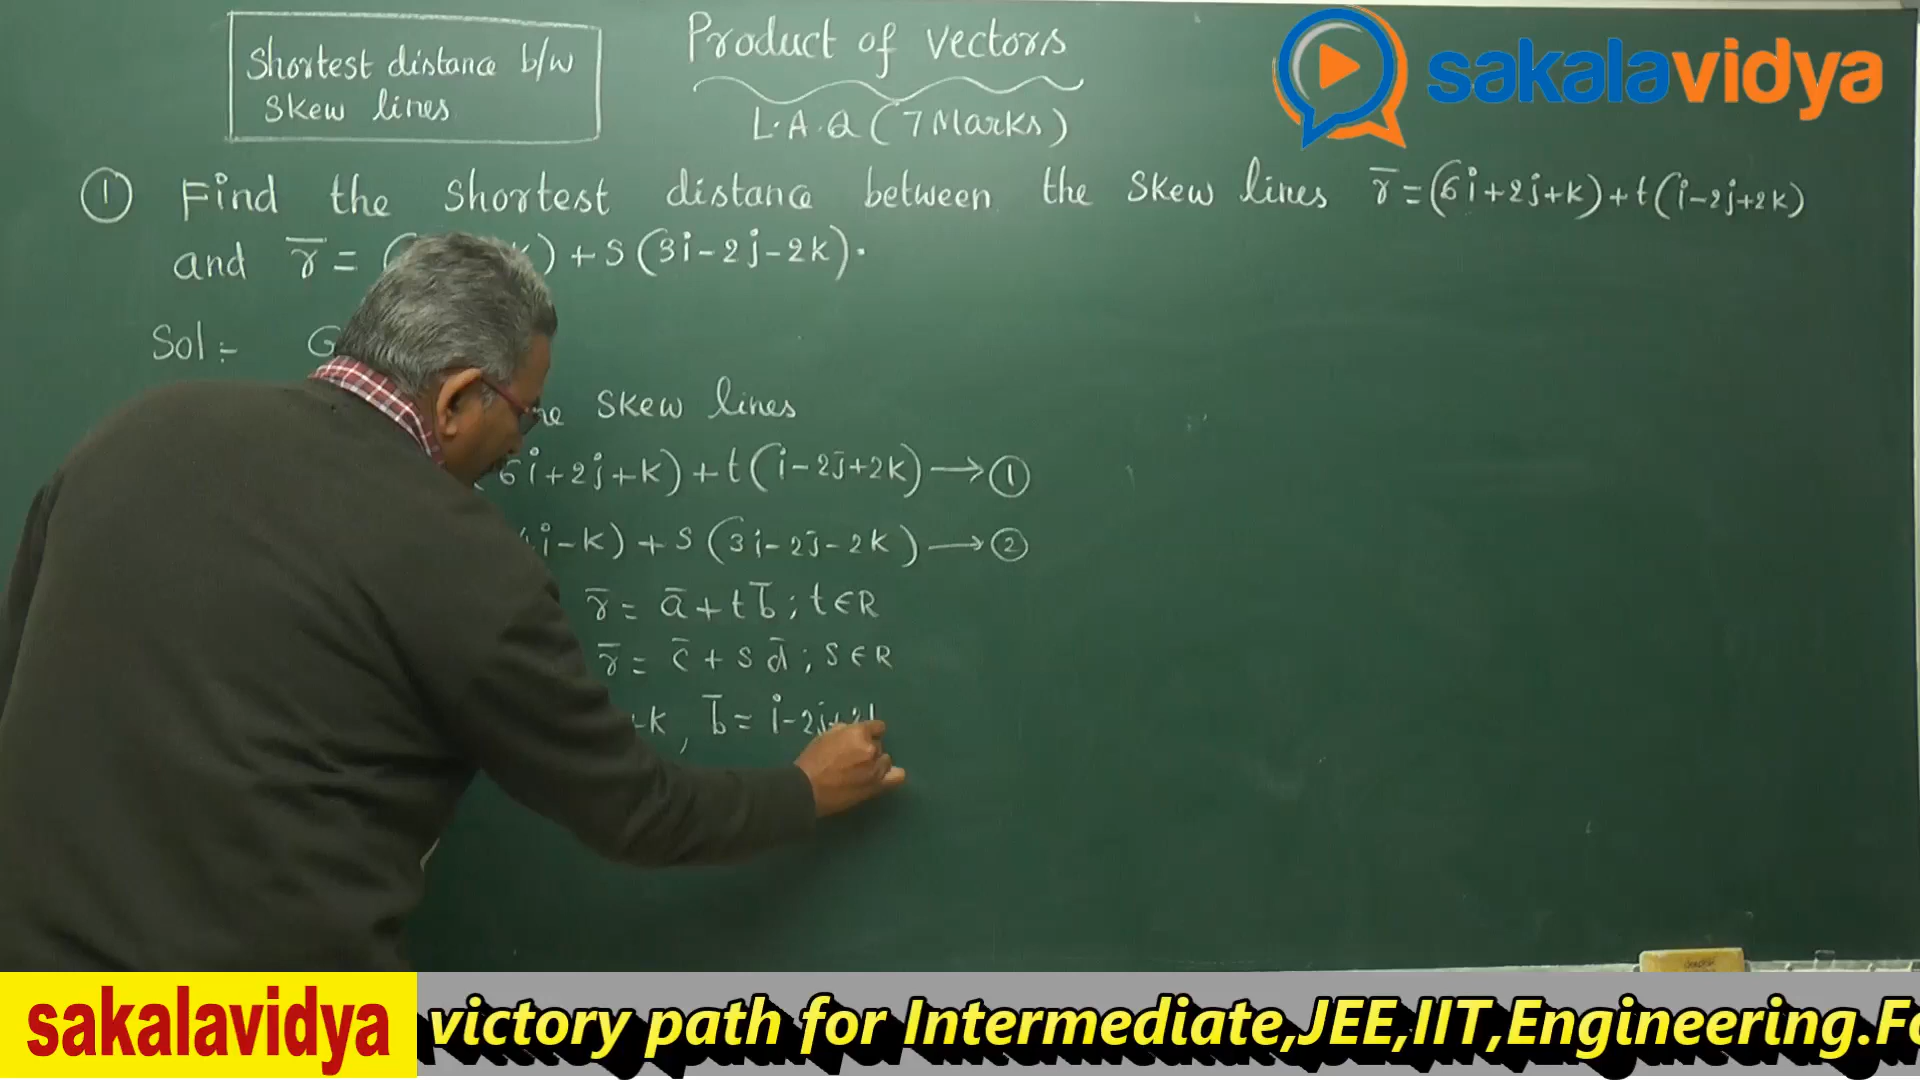 Shortest distance b/w
Skew lines
Product of vectors
L.A.Q (7 Marks)
sakalavidya
① Find the shortest distance between the skew lines r̄ = (6i+2j+k)+t(i-2j+2k)
and r̄ = ( ) + s (3i-2j-2k).
Sol :-
skew lines
6i+2j+k) + t(i-2j+2k) → ①
i-k) + s (3i-2j-2k) → ②
r̄ = ā + t b̄ ; t∈R
r̄ = c̄ + s d̄ ; s∈R
k, b̄ = i-2j+2k
sakalavidya
victory path for Intermediate,JEE,IIT,Engineering.Fo